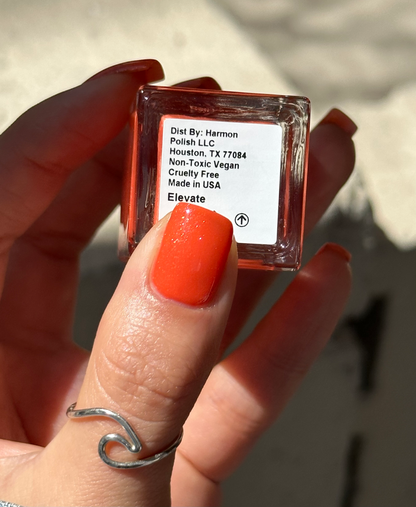 Dist By: Harmon
Polish LLC
Houston, TX 77084
Non-Toxic Vegan
Cruelty Free
Made in USA
Elevate